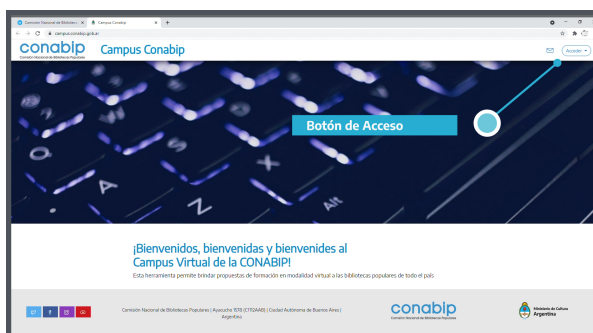 Comisión Nacional de Bibliotecas
Campus Conabip
campus.conabip.gob.ar
conabip
Comisión Nacional de Bibliotecas Populares
Campus Conabip
Acceder
Botón de Acceso
A
Z
Alt
¡Bienvenidos, bienvenidas y bienvenides al
Campus Virtual de la CONABIP!
Esta herramienta permite brindar propuestas de formación en modalidad virtual a las bibliotecas populares de todo el país
Comisión Nacional de Bibliotecas Populares | Ayacucho 1578 (C1112AAB) | Ciudad Autónoma de Buenos Aires |
Argentina
conabip
Comisión Nacional de Bibliotecas Populares
Ministerio de Cultura
Argentina